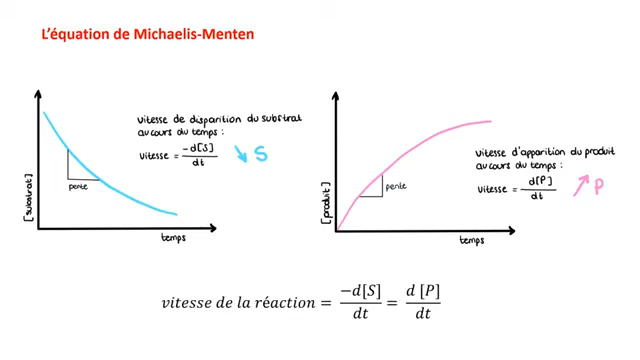 L'équation de Michaelis-Menten
vitesse de disparition du substrat
au cours du temps :
vitesse = -d[S]/dt
↘ S
pente
[substrat]
temps
vitesse d'apparition du produit
au cours du temps :
vitesse = d[P]/dt
↗ P
pente
[produit]
temps
vitesse de la réaction = -d[S]/dt = d [P]/dt